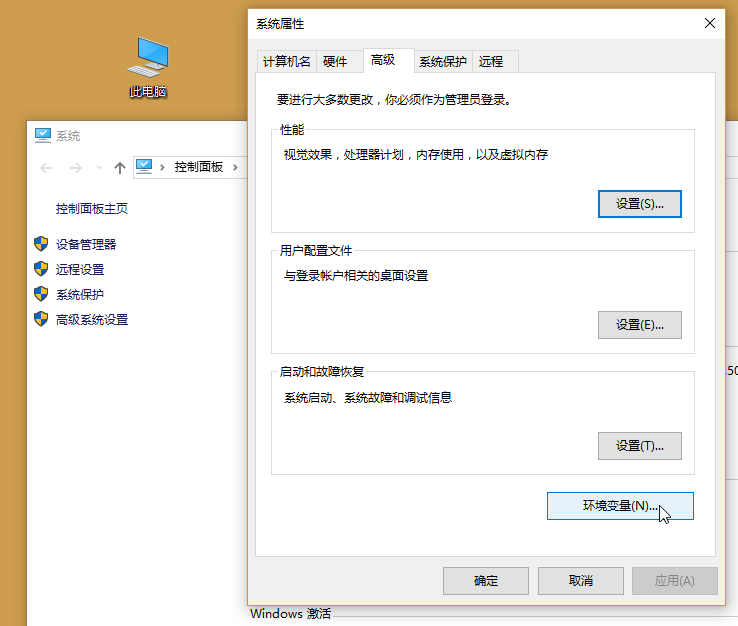 此电脑
系统
控制面板
控制面板主页
设备管理器
远程设置
系统保护
高级系统设置
系统属性
计算机名
硬件
高级
系统保护
远程
要进行大多数更改，你必须作为管理员登录。
性能
视觉效果，处理器计划，内存使用，以及虚拟内存
设置(S)...
用户配置文件
与登录帐户相关的桌面设置
设置(E)...
启动和故障恢复
系统启动、系统故障和调试信息
设置(T)...
环境变量(N)...
确定
取消
应用(A)
.50
Windows 激活